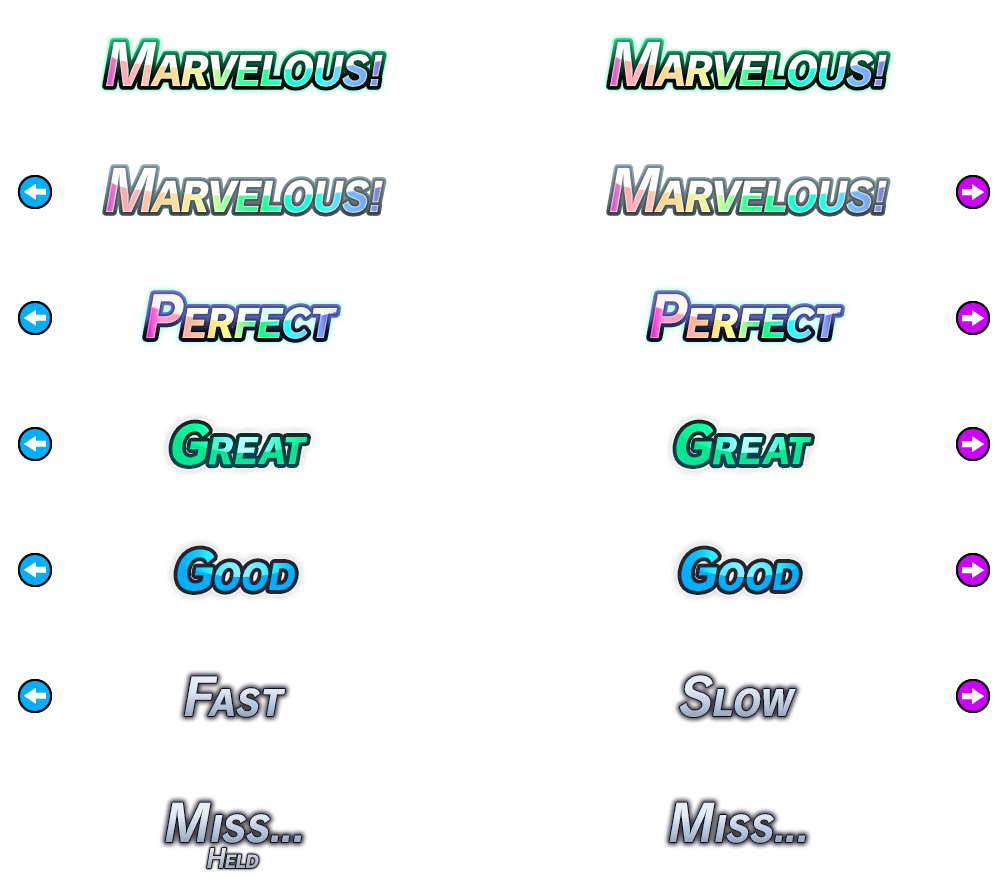 MARVELOUS! MARVELOUS!
MARVELOUS! MARVELOUS!
PERFECT PERFECT
GREAT GREAT
GOOD GOOD
FAST SLOW
MISS... MISS...
HELD